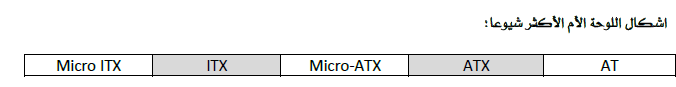 اشكال اللوحة الأم الأكثر شيوعا؛
Micro ITX ITX Micro-ATX ATX AT